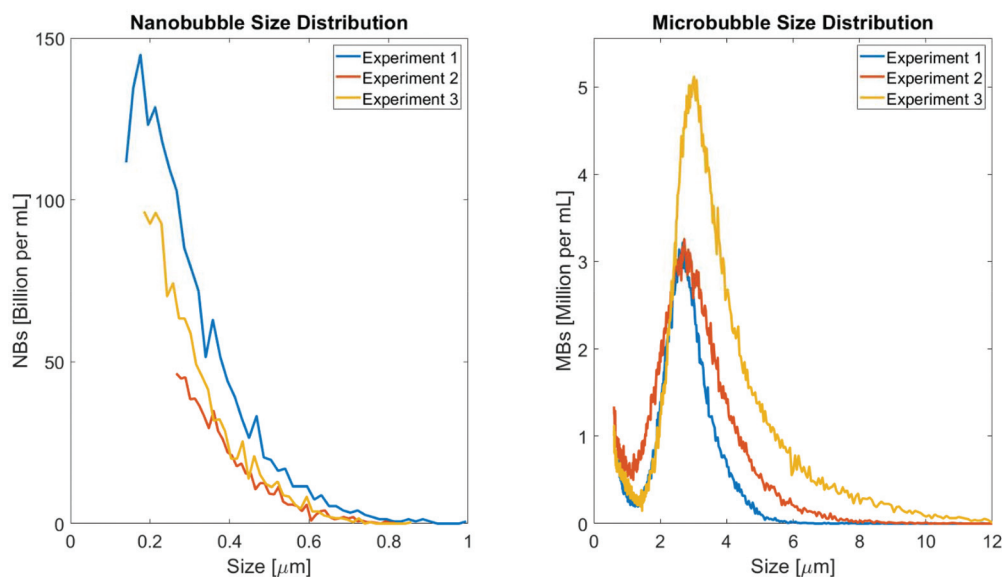 Nanobubble Size Distribution
150
100
50
0
NBs [Billion per mL]
0
0.2
0.4
0.6
0.8
1
Size [μm]
Experiment 1
Experiment 2
Experiment 3
Microbubble Size Distribution
5
4
3
2
1
0
MBs [Million per mL]
0
2
4
6
8
10
12
Size [μm]
Experiment 1
Experiment 2
Experiment 3